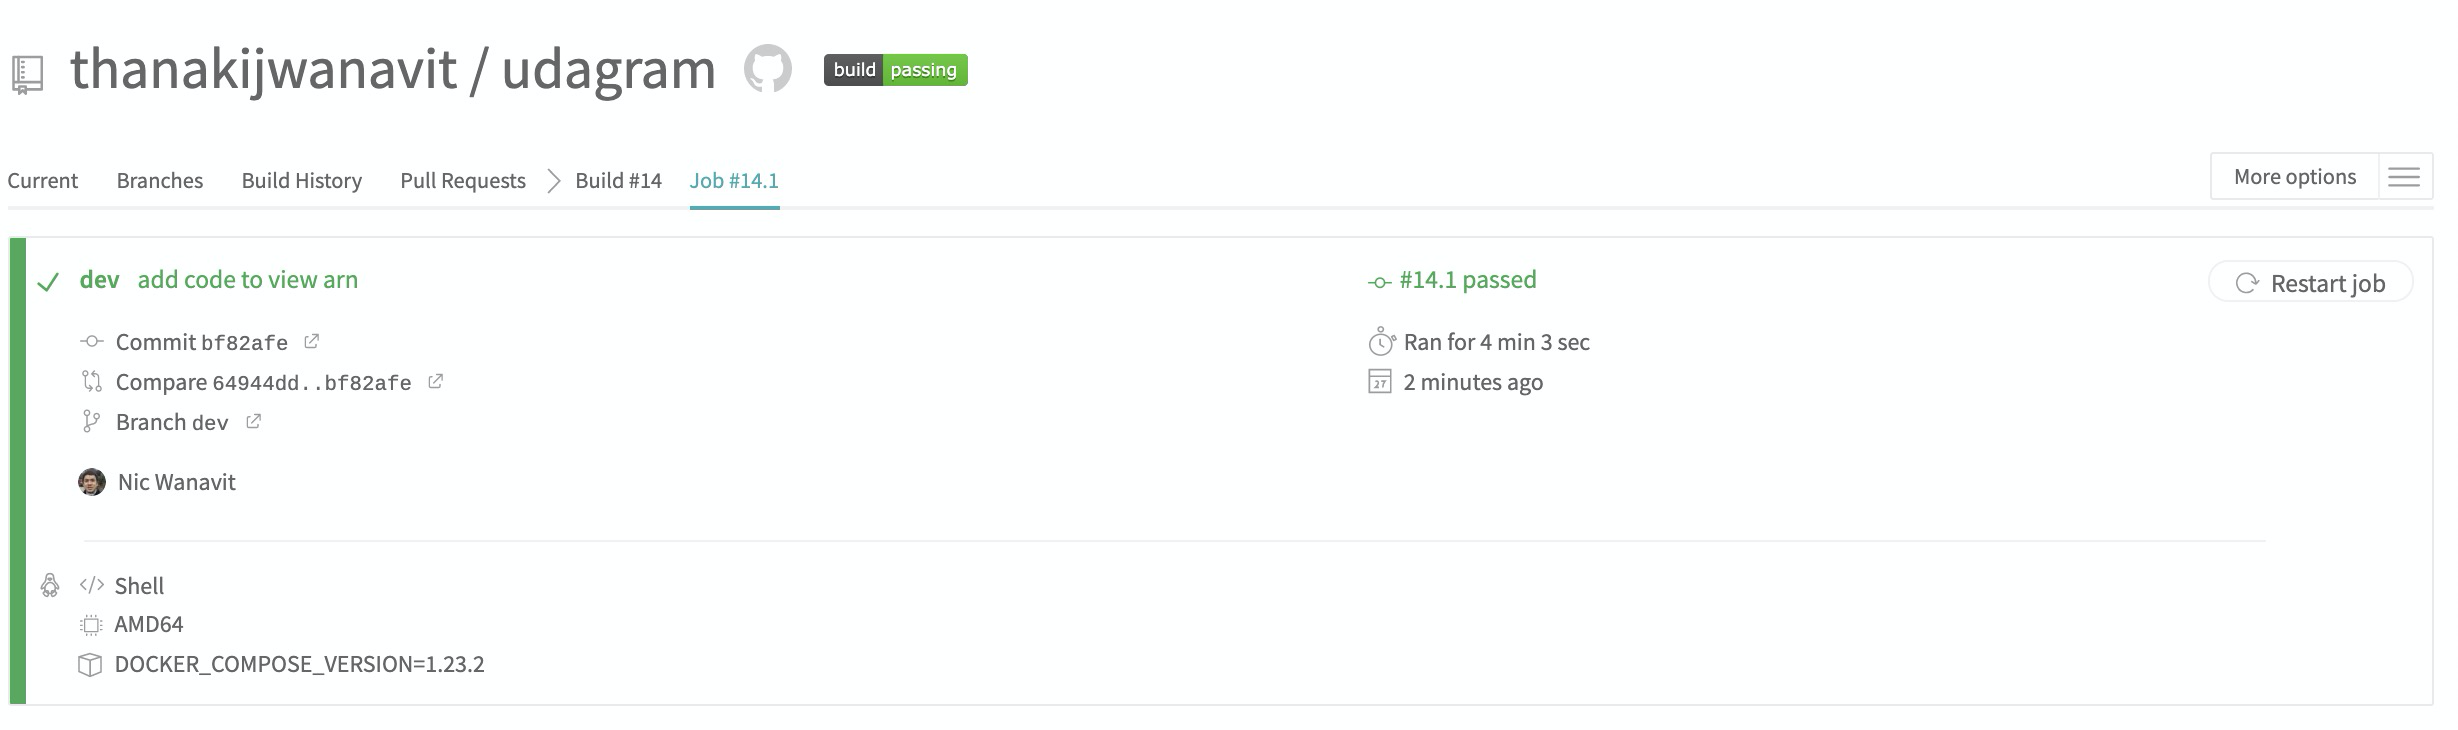 thanakijwanavit / udagram build passing
Current Branches Build History Pull Requests Build #14 Job #14.1 More options
dev add code to view arn
Commit bf82afe
Compare 64944dd..bf82afe
Branch dev
Nic Wanavit
#14.1 passed
Ran for 4 min 3 sec
2 minutes ago
Restart job
Shell
AMD64
DOCKER_COMPOSE_VERSION=1.23.2